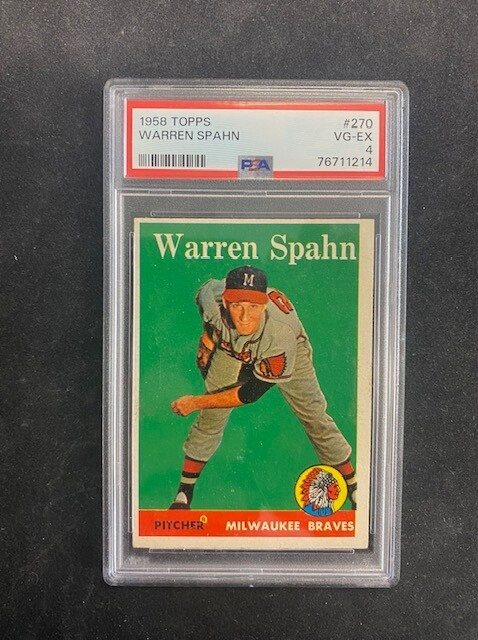 1958 TOPPS #270
WARREN SPAHN VG-EX
4
PSA 76711214
Warren Spahn
M
PITCHER MILWAUKEE BRAVES